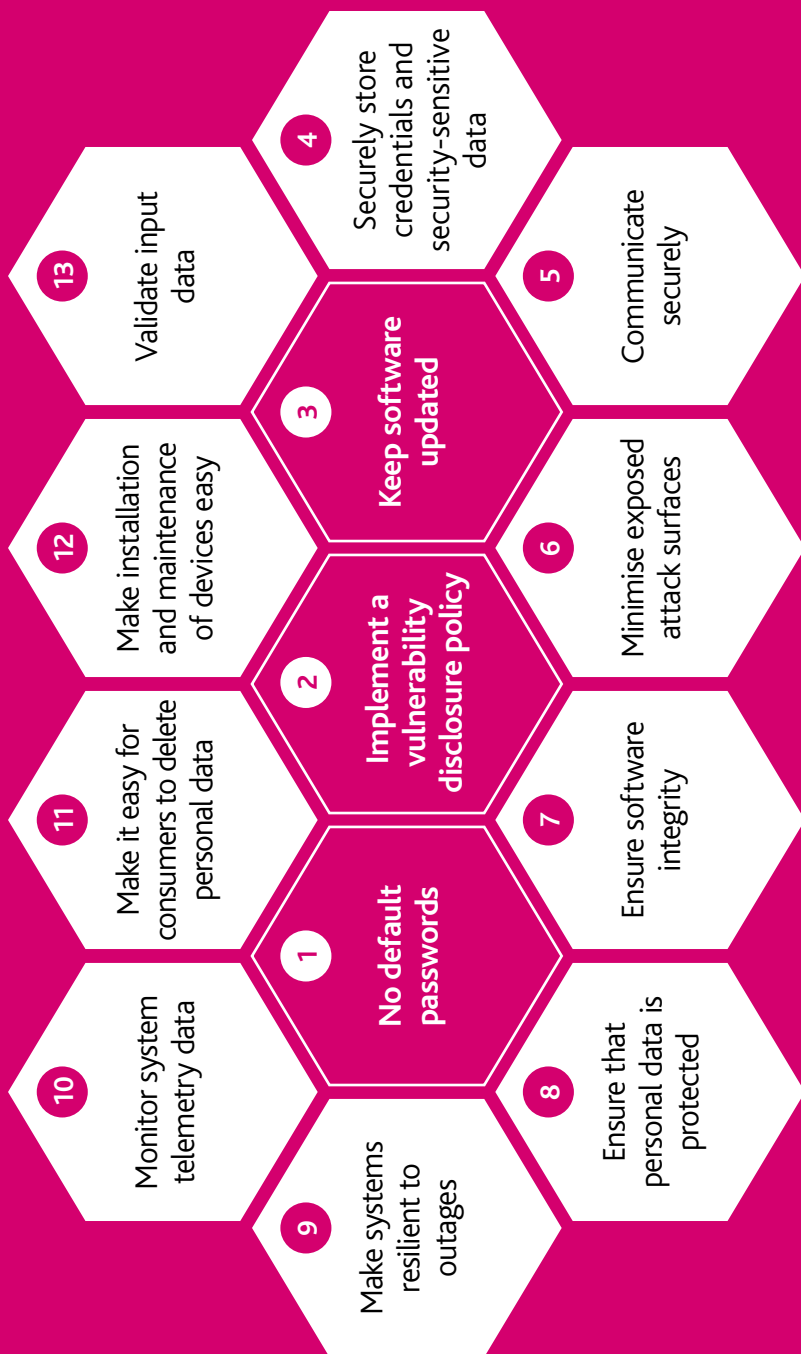 1
No default
passwords
2
Implement a
vulnerability
disclosure policy
3
Keep software
updated
4
Securely store
credentials and
security-sensitive
data
5
Communicate
securely
6
Minimise exposed
attack surfaces
7
Ensure software
integrity
8
Ensure that
personal data is
protected
9
Make systems
resilient to
outages
10
Monitor system
telemetry data
11
Make it easy for
consumers to delete
personal data
12
Make installation
and maintenance
of devices easy
13
Validate input
data